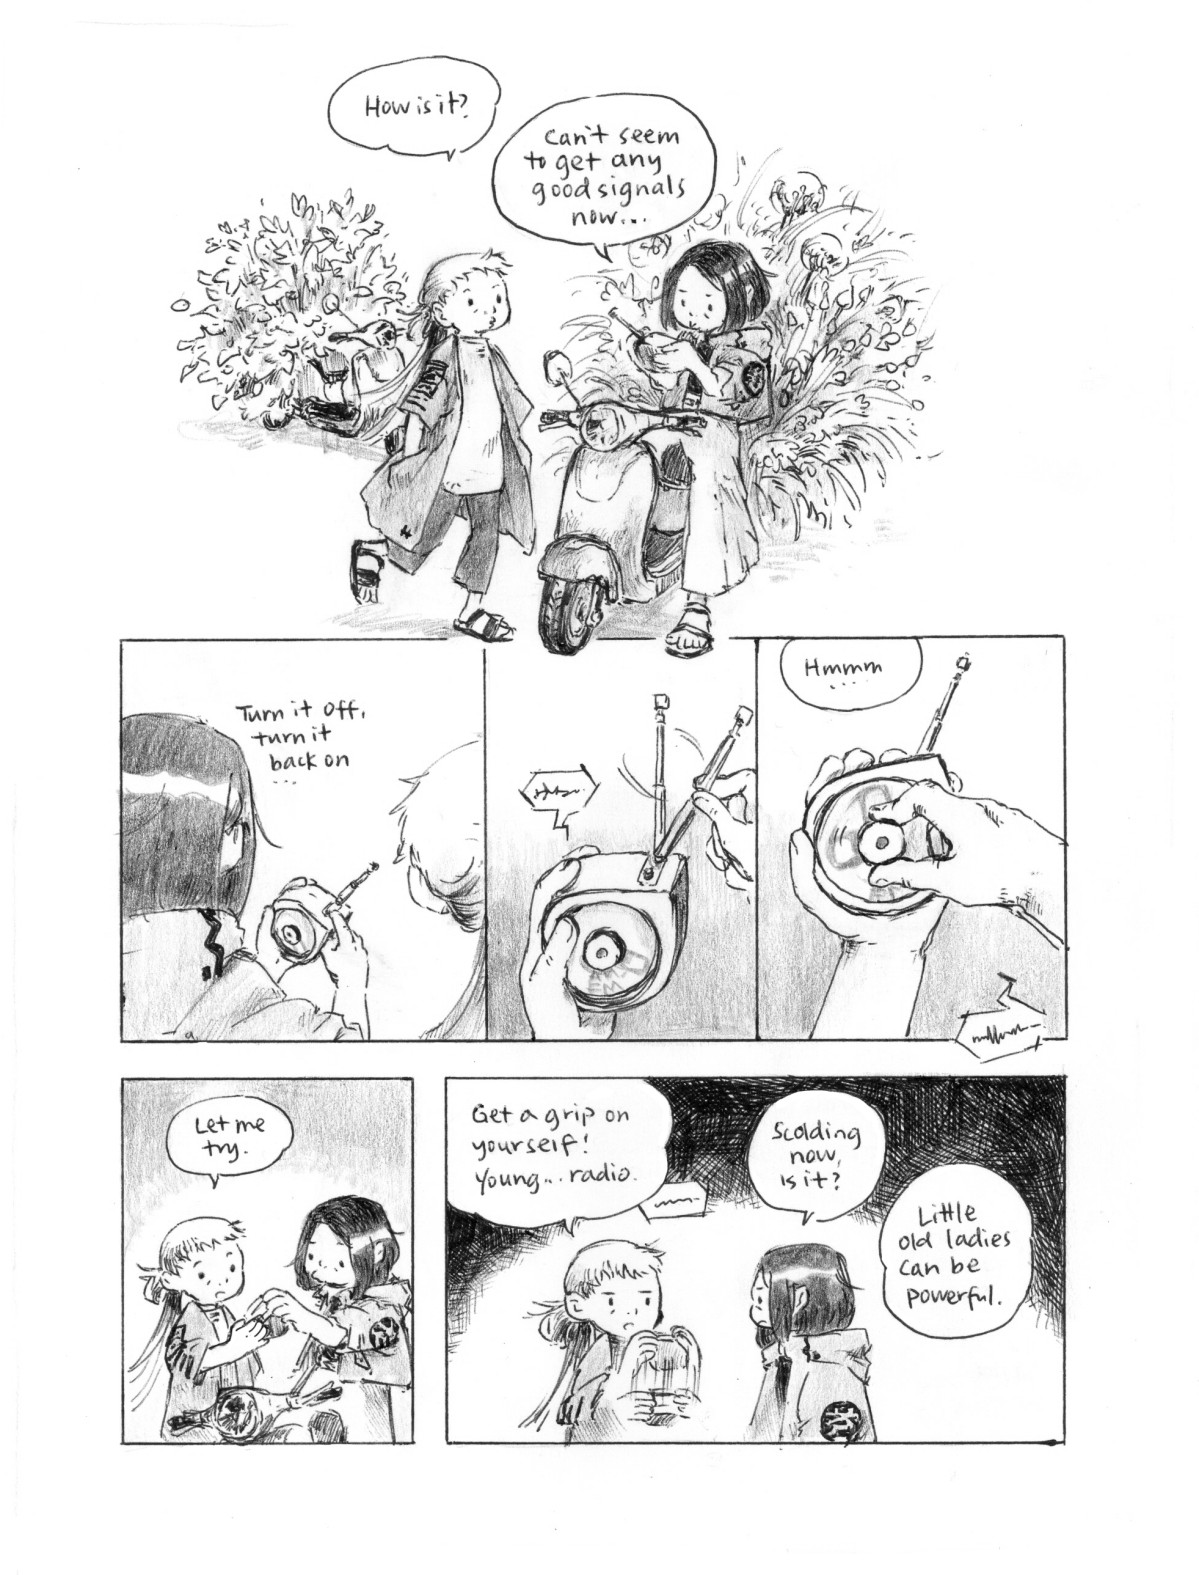 How is it?
Can't seem
to get any
good signals
now...
Turn it off,
turn it
back on
...
Hmmm
....
Let me
try.
Get a grip on
yourself!
Young... radio.
Scolding
now,
is it?
Little
old ladies
can be
powerful.